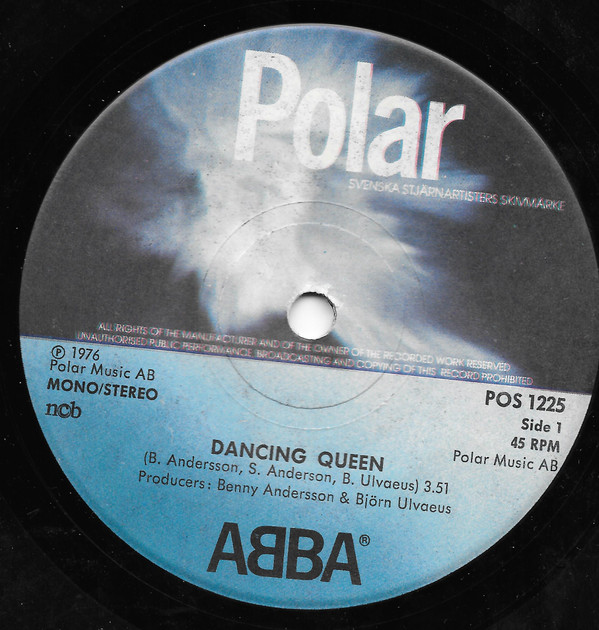 Polar
SVENSKA STJÄRNARTISTERS SKIVMÄRKE
ALL RIGHTS OF THE MANUFACTURER AND OF THE OWNER OF THE RECORDED WORK RESERVED
UNAUTHORISED PUBLIC PERFORMANCE BROADCASTING AND COPYING OF THIS RECORD PROHIBITED
℗ 1976
Polar Music AB
MONO/STEREO
ncb
POS 1225
Side 1
45 RPM
Polar Music AB
DANCING QUEEN
(B. Andersson, S. Anderson, B. Ulvaeus) 3.51
Producers: Benny Andersson & Björn Ulvaeus
ABBA®